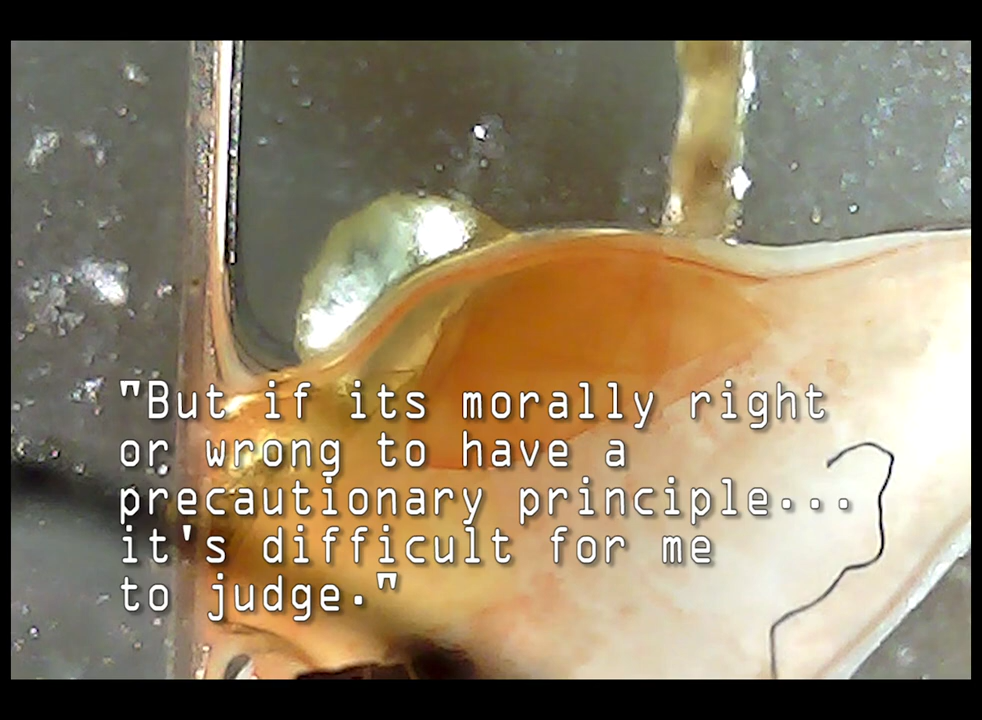 "But if its morally right
or wrong to have a
precautionary principle...
it's difficult for me
to judge."